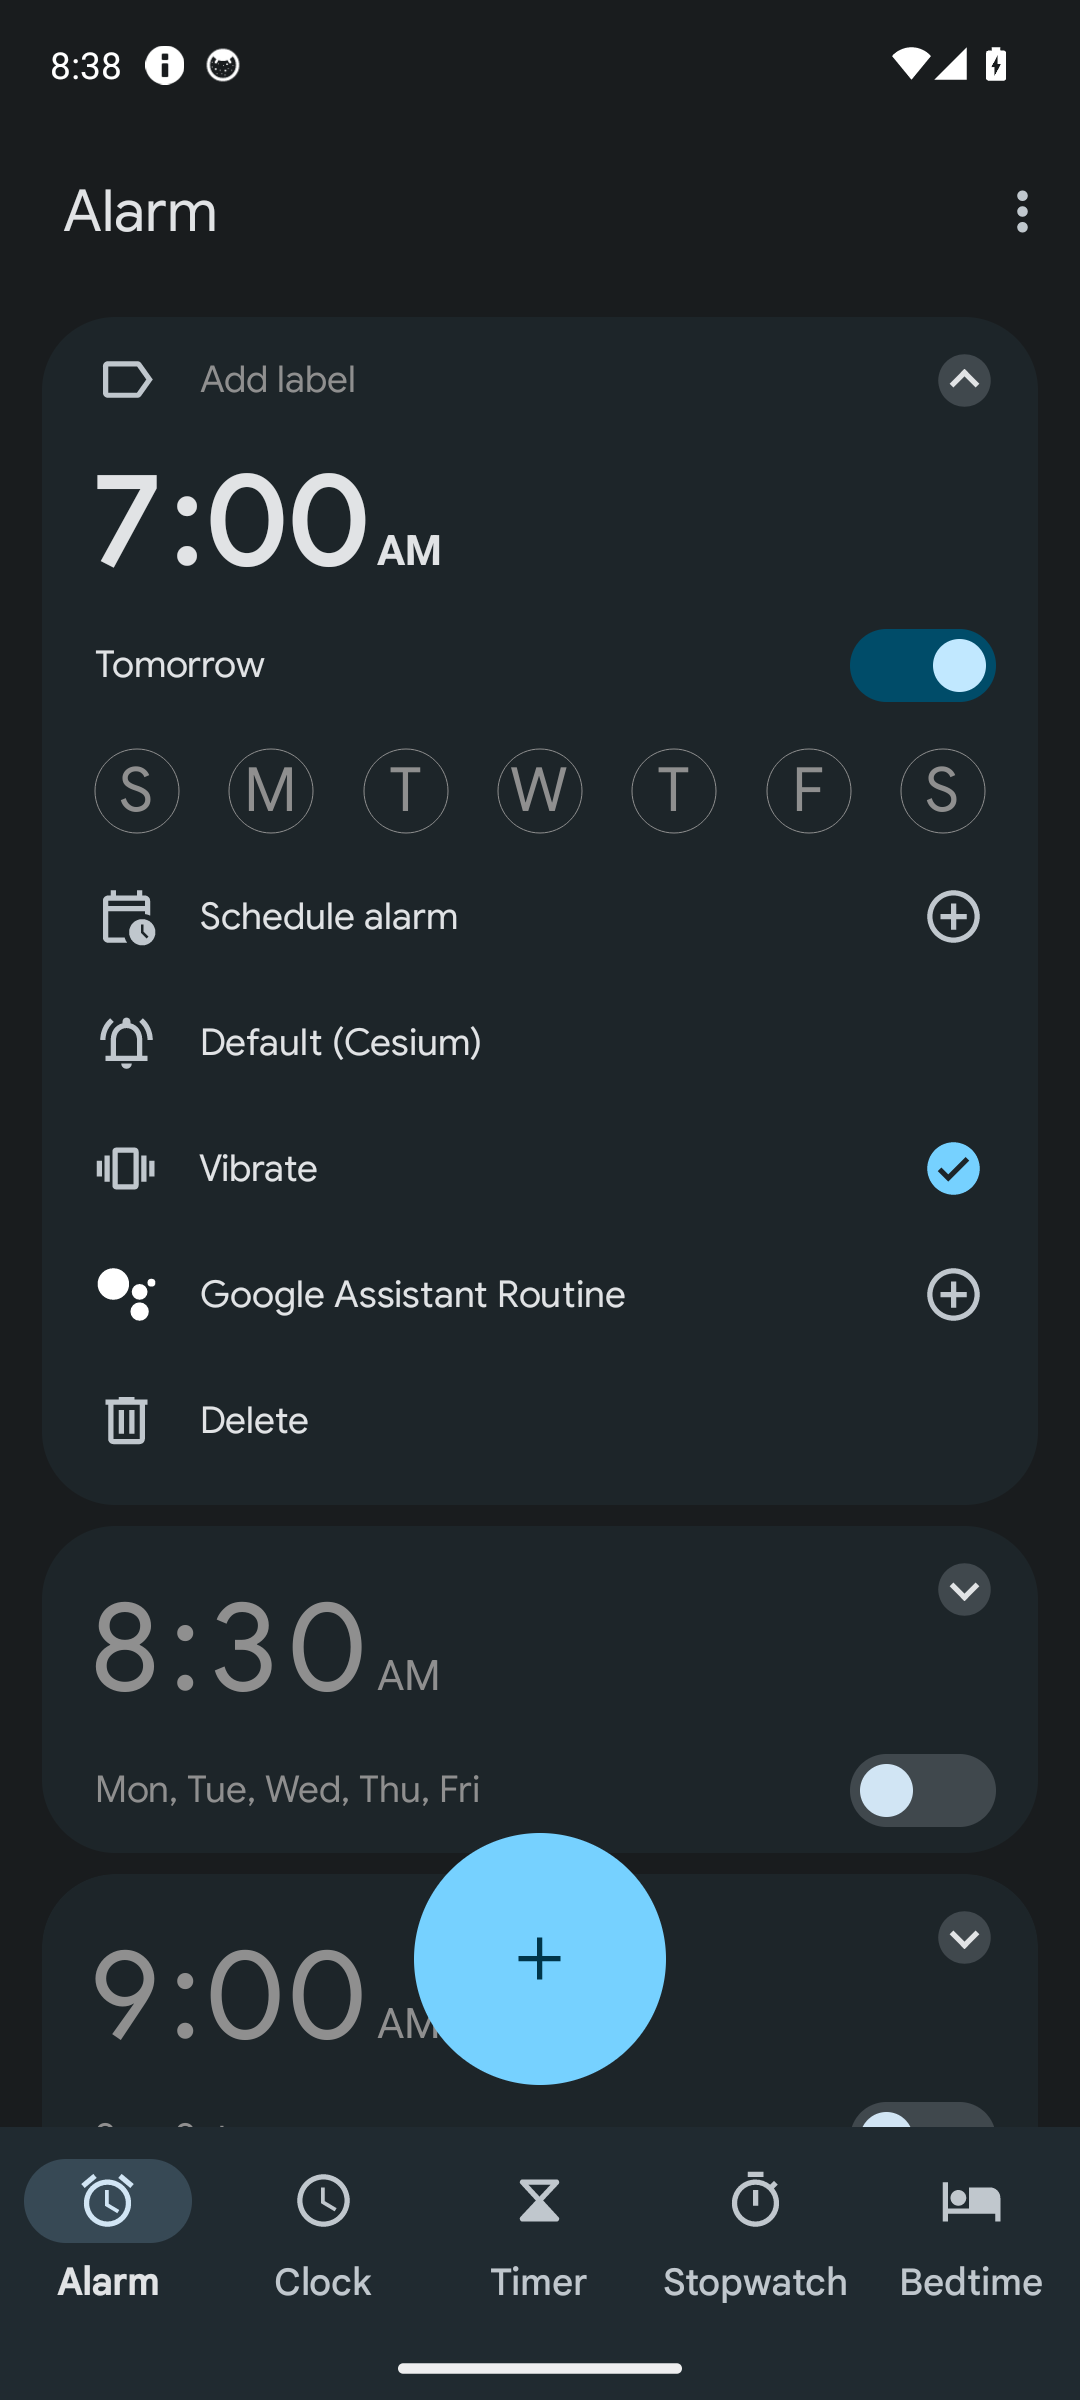 8:38
Alarm
Add label
7:00 AM
Tomorrow
S M T W T F S
Schedule alarm
Default (Cesium)
Vibrate
Google Assistant Routine
Delete
8:30 AM
Mon, Tue, Wed, Thu, Fri
9:00 AM
Alarm Clock Timer Stopwatch Bedtime